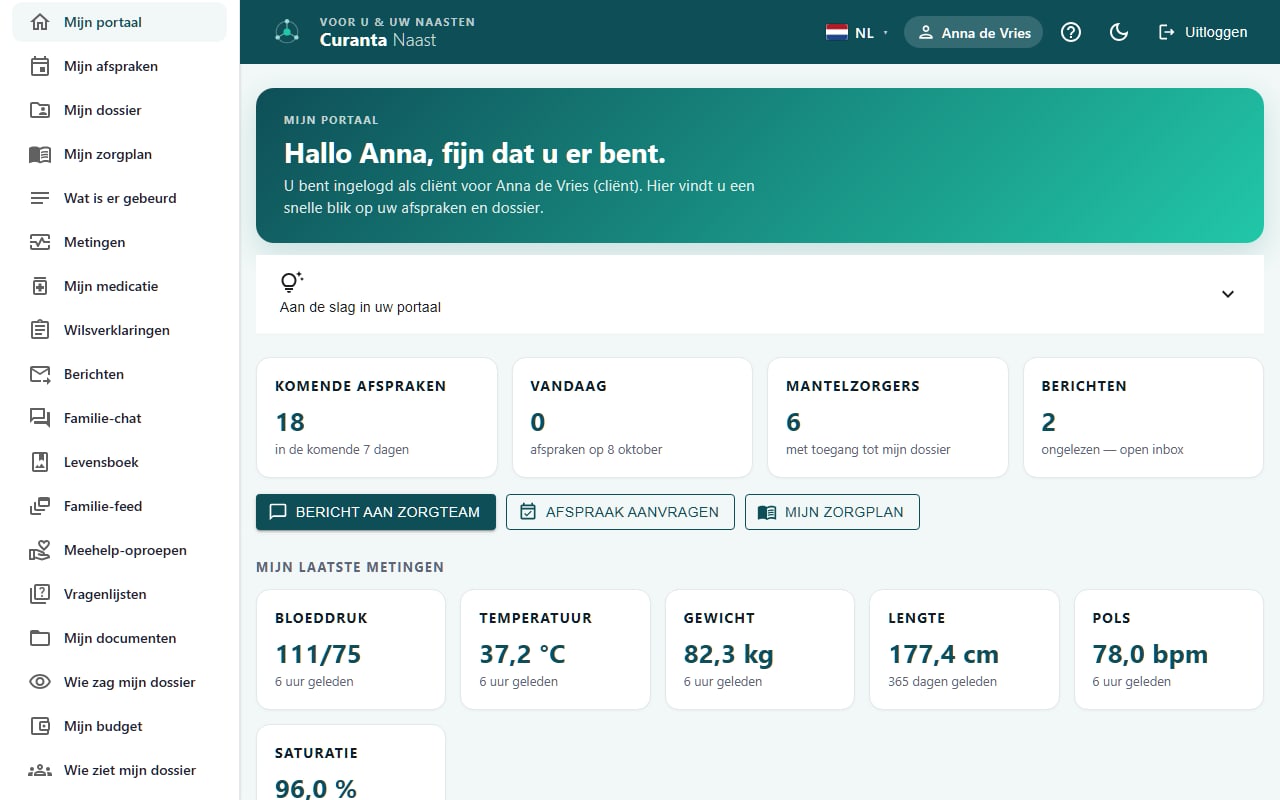 Mijn portaal
Mijn afspraken
Mijn dossier
Mijn zorgplan
Wat is er gebeurd
Metingen
Mijn medicatie
Wilsverklaringen
Berichten
Familie-chat
Levensboek
Familie-feed
Meehelp-oproepen
Vragenlijsten
Mijn documenten
Wie zag mijn dossier
Mijn budget
Wie ziet mijn dossier
VOOR U & UW NAASTEN
Curanta Naast
NL
Anna de Vries
Uitloggen
MIJN PORTAAL
Hallo Anna, fijn dat u er bent.
U bent ingelogd als cliënt voor Anna de Vries (cliënt). Hier vindt u een
snelle blik op uw afspraken en dossier.
Aan de slag in uw portaal
KOMENDE AFSPRAKEN
18
in de komende 7 dagen
VANDAAG
0
afspraken op 8 oktober
MANTELZORGERS
6
met toegang tot mijn dossier
BERICHTEN
2
ongelezen — open inbox
BERICHT AAN ZORGTEAM
AFSPRAAK AANVRAGEN
MIJN ZORGPLAN
MIJN LAATSTE METINGEN
BLOEDDRUK
111/75
6 uur geleden
TEMPERATUUR
37,2 °C
6 uur geleden
GEWICHT
82,3 kg
6 uur geleden
LENGTE
177,4 cm
365 dagen geleden
POLS
78,0 bpm
6 uur geleden
SATURATIE
96,0 %